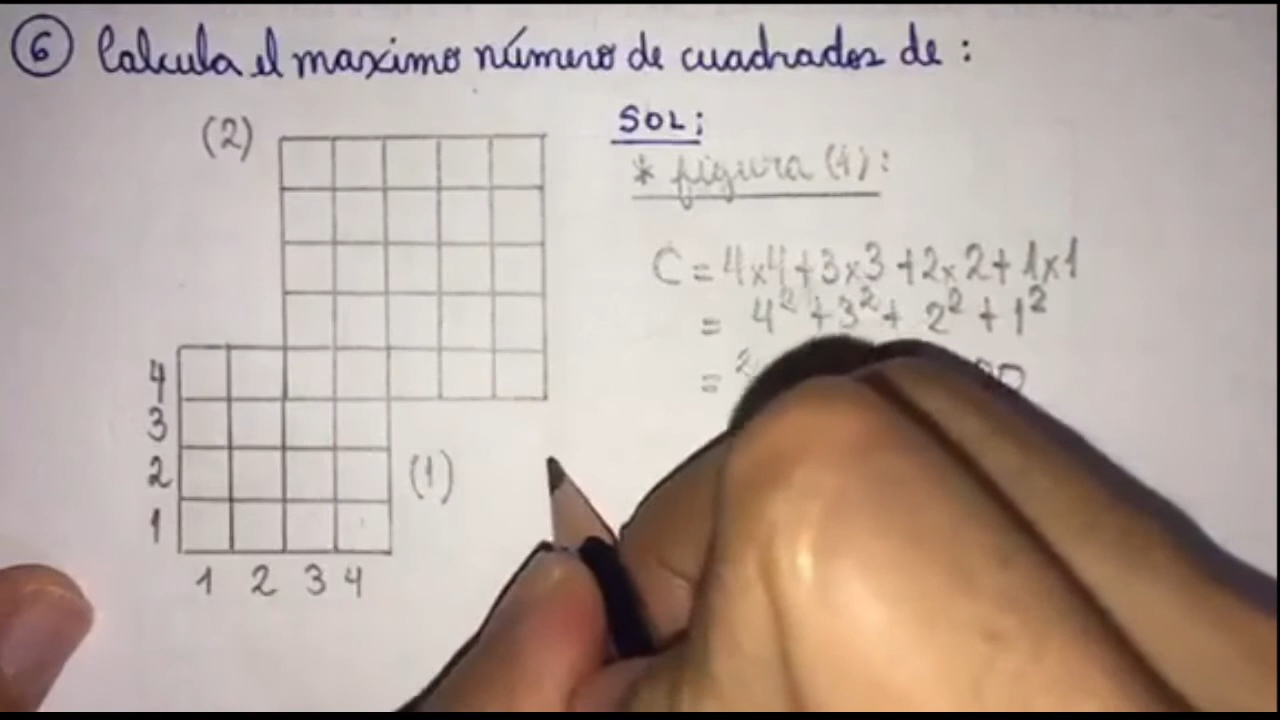 6 Calcula el maximo número de cuadrados de :
(2)
SOL:
* figura (1):
C = 4x4+3x3+2x2+1x1
= 4² + 3² + 2² + 1²
=
4
3
2
1
(1)
1 2 3 4